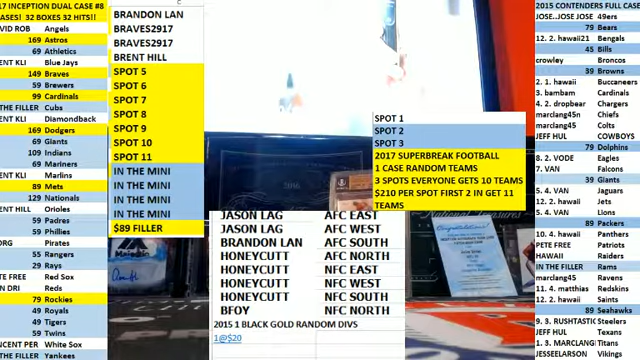 17 INCEPTION DUAL CASE #8
CASES! 32 BOXES 32 HITS!!
VID ROB Angels
169 Astros
69 Athletics
ENT KLI Blue Jays
149 Braves
59 Brewers
99 Cardinals
THE FILLER Cubs
ENT KLI Diamondback
169 Dodgers
69 Giants
109 Indians
69 Mariners
ENT KLI Marlins
89 Mets
129 Nationals
HITI Orioles
59 Padres
59 Phillies
ORG Pirates
55 Rangers
29 Rays
TE FREE Red Sox
N DRI Reds
79 Rockies
49 Royals
49 Tigers
59 Twins
NCENT PER White Sox
THE FILLE Yankees
BRANDON LAN
BRAVES2917
BRAVES2917
BRENT HILL
SPOT 5
SPOT 6
SPOT 7
SPOT 8
SPOT 9
SPOT 10
SPOT 11
IN THE MINI
IN THE MINI
IN THE MINI
IN THE MINI
$89 FILLER
SPOT 1
SPOT 2
SPOT 3
2017 SUPERBREAK FOOTBALL
1 CASE RANDOM TEAMS
3 SPOTS EVERYONE GETS 10 TEAMS
$210 PER SPOT FIRST 2 IN GET 11
TEAMS
JASON LAG AFC EAST
JASON LAG AFC WEST
BRANDON LAN AFC SOUTH
HONEYCUTT AFC NORTH
HONEYCUTT NFC EAST
HONEYCUTT NFC WEST
HONEYCUTT NFC SOUTH
BFOY NFC NORTH
2015 1 BLACK GOLD RANDOM DIVS
1@$20
2015 CONTENDERS FULL CASE
JOSE..JOSE JOSE 49ers
79 Bears
12. 2. hawaii21 Bengals
45 Bills
crowley Broncos
39 Browns
2. 1. hawaii Buccaneers
3. bambam Cardinals
4. 2. dropbear Chargers
marclang45n Chiefs
marclang45n Colts
JEFF HUL COWBOYS
79 Dolphins
8. 2. VODE Eagles
7. VAN Falcons
39 Giants
5. 4. VAN Jaguars
Jets
5. 4. VAN Lions
89 Packers
10. 4. hawaii Panthers
PETE FREE Patriots
HAWAII Raiders
IN THE FILLER Rams
12. 3. MARCLANG Ravens
11. 4. matthias Redskins
12. 2. hawaii Saints
89 Seahawks
9. 3. RUSHTASTIC Steelers
JEFF HUL Texans
1. 3. MARCLANG Titans
JESSEELARSON Vikings